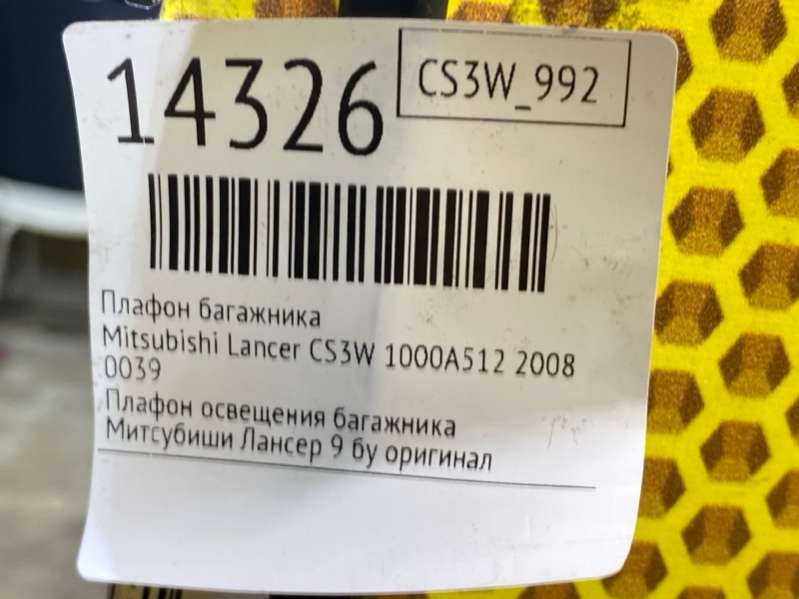 14326
CS3W_992
Плафон багажника
Mitsubishi Lancer CS3W 1000A512 2008
0039
Плафон освещения багажника
Митсубиши Лансер 9 бу оригинал